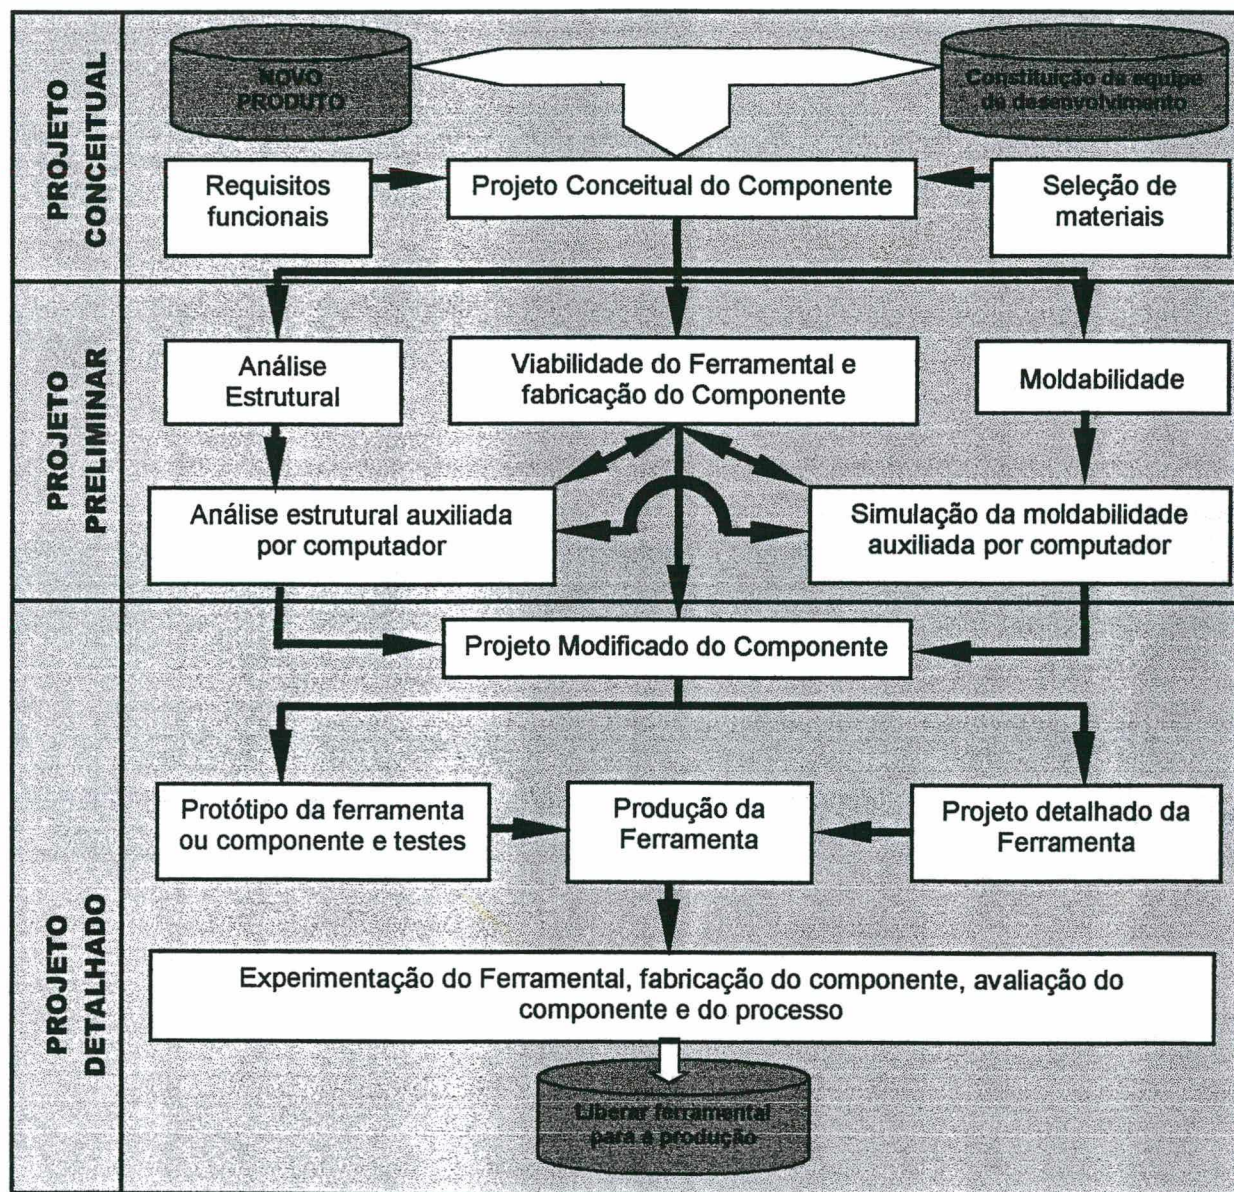 PROJETO
CONCEITUAL
NOVO
PRODUTO
Constituição da equipe
de desenvolvimento
Requisitos
funcionais
Projeto Conceitual do Componente
Seleção de
materiais
PROJETO
PRELIMINAR
Análise
Estrutural
Viabilidade do Ferramental e
fabricação do Componente
Moldabilidade
Análise estrutural auxiliada
por computador
Simulação da moldabilidade
auxiliada por computador
PROJETO
DETALHADO
Projeto Modificado do Componente
Protótipo da ferramenta
ou componente e testes
Produção da
Ferramenta
Projeto detalhado da
Ferramenta
Experimentação do Ferramental, fabricação do componente, avaliação do
componente e do processo
Liberar ferramental
para a produção